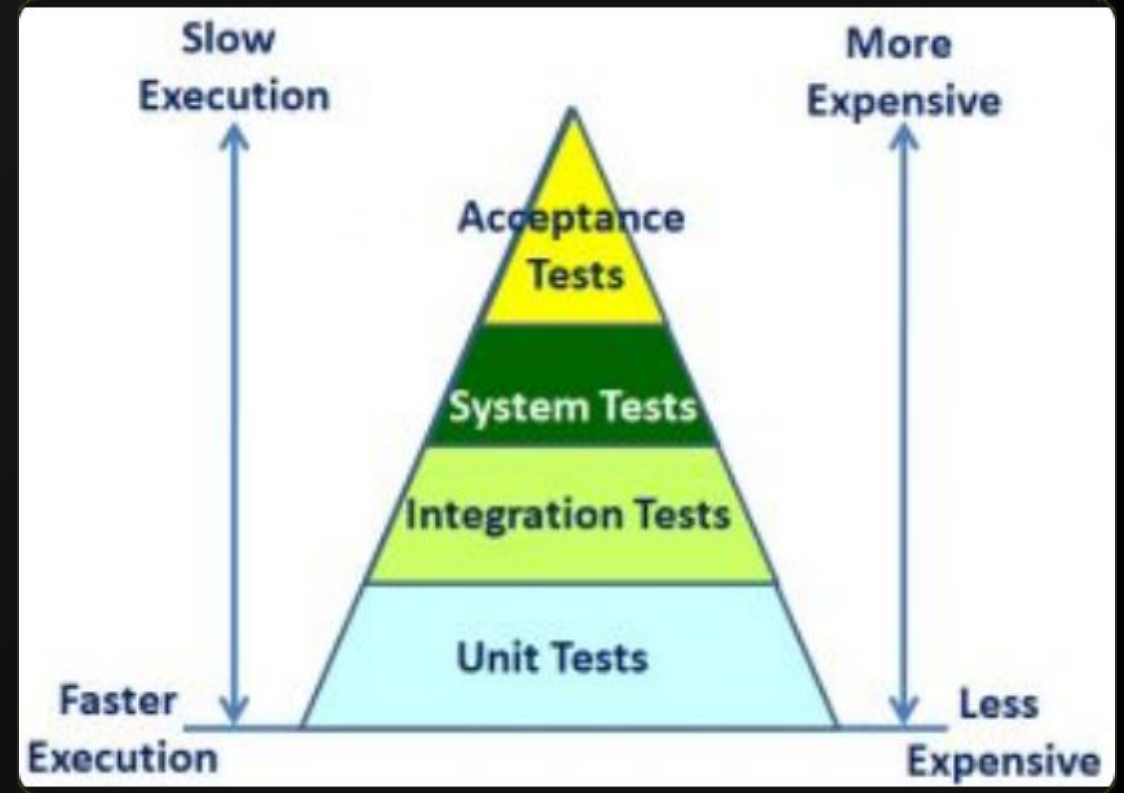 Slow
Execution
More
Expensive
Acceptance
Tests
System Tests
Integration Tests
Unit Tests
Faster
Execution
Less
Expensive